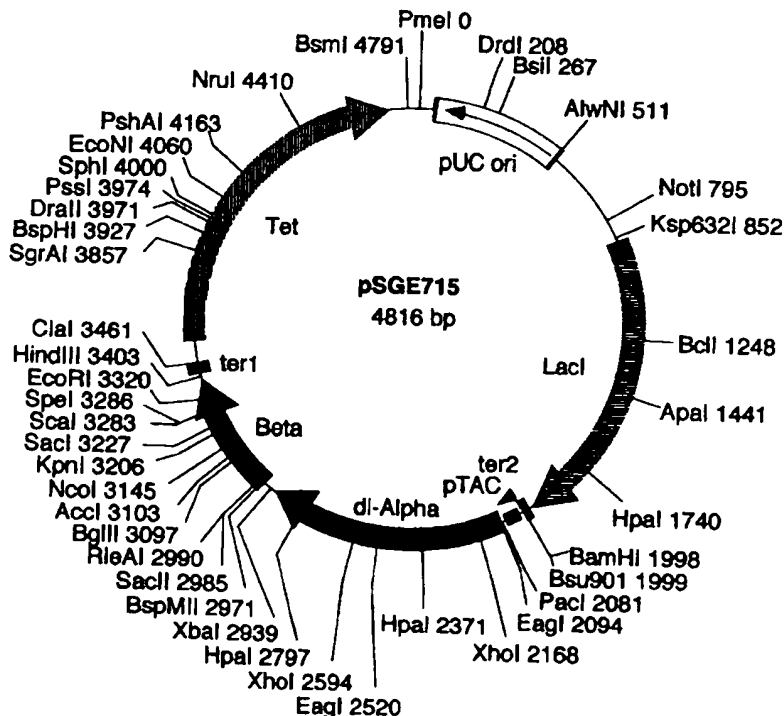 PmeI 0
BsmI 4791
DrdI 208
BsiI 267
NruI 4410
AlwNI 511
PshAI 4163
EcoNI 4060
SphI 4000
PssI 3974
DraII 3971
BspHI 3927
SgrAI 3857
pUC ori
NotI 795
Ksp632I 852
Tet
pSGE715
4816 bp
ClaI 3461
HindIII 3403
EcoRI 3320
SpeI 3286
ScaI 3283
SacI 3227
KpnI 3206
NcoI 3145
AccI 3103
BglII 3097
RleAI 2990
SacII 2985
BspMII 2971
XbaI 2939
HpaI 2797
XhoI 2594
EagI 2520
ter1
Beta
LacI
BclI 1248
ApaI 1441
ter2
pTAC
di-Alpha
HpaI 1740
BamHI 1998
Bsu90I 1999
PacI 2081
EagI 2094
HpaI 2371
XhoI 2168